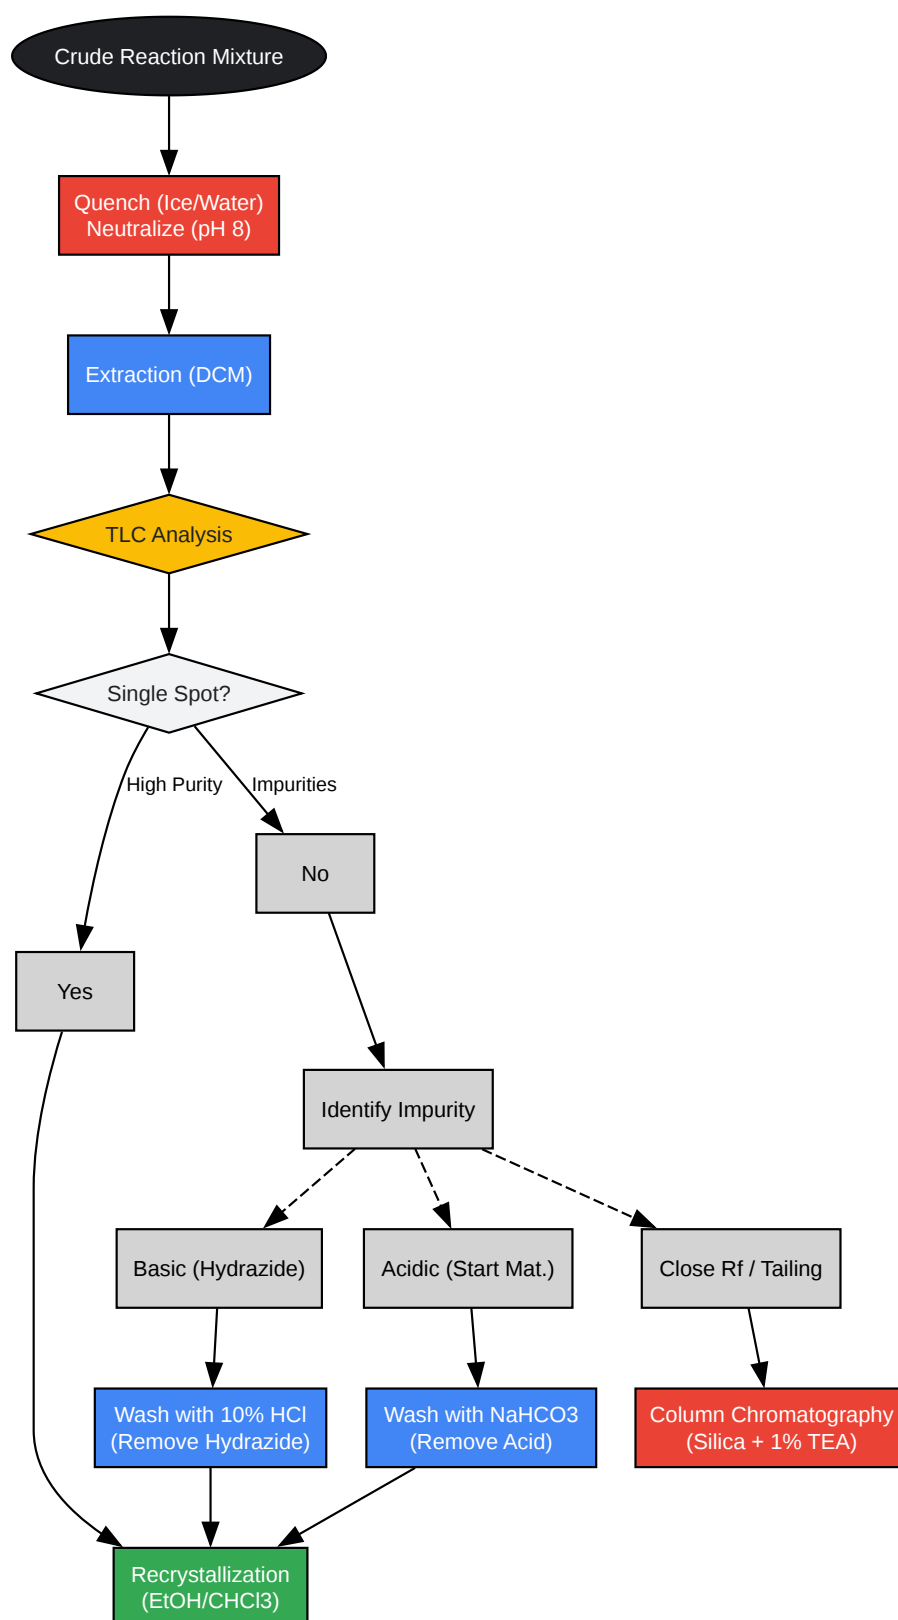 Crude Reaction Mixture
Quench (Ice/Water)
Neutralize (pH 8)
Extraction (DCM)
TLC Analysis
Single Spot?
High Purity
Impurities
No
Yes
Identify Impurity
Basic (Hydrazide)
Acidic (Start Mat.)
Close Rf / Tailing
Wash with 10% HCl
(Remove Hydrazide)
Wash with NaHCO3
(Remove Acid)
Column Chromatography
(Silica + 1% TEA)
Recrystallization
(EtOH/CHCl3)